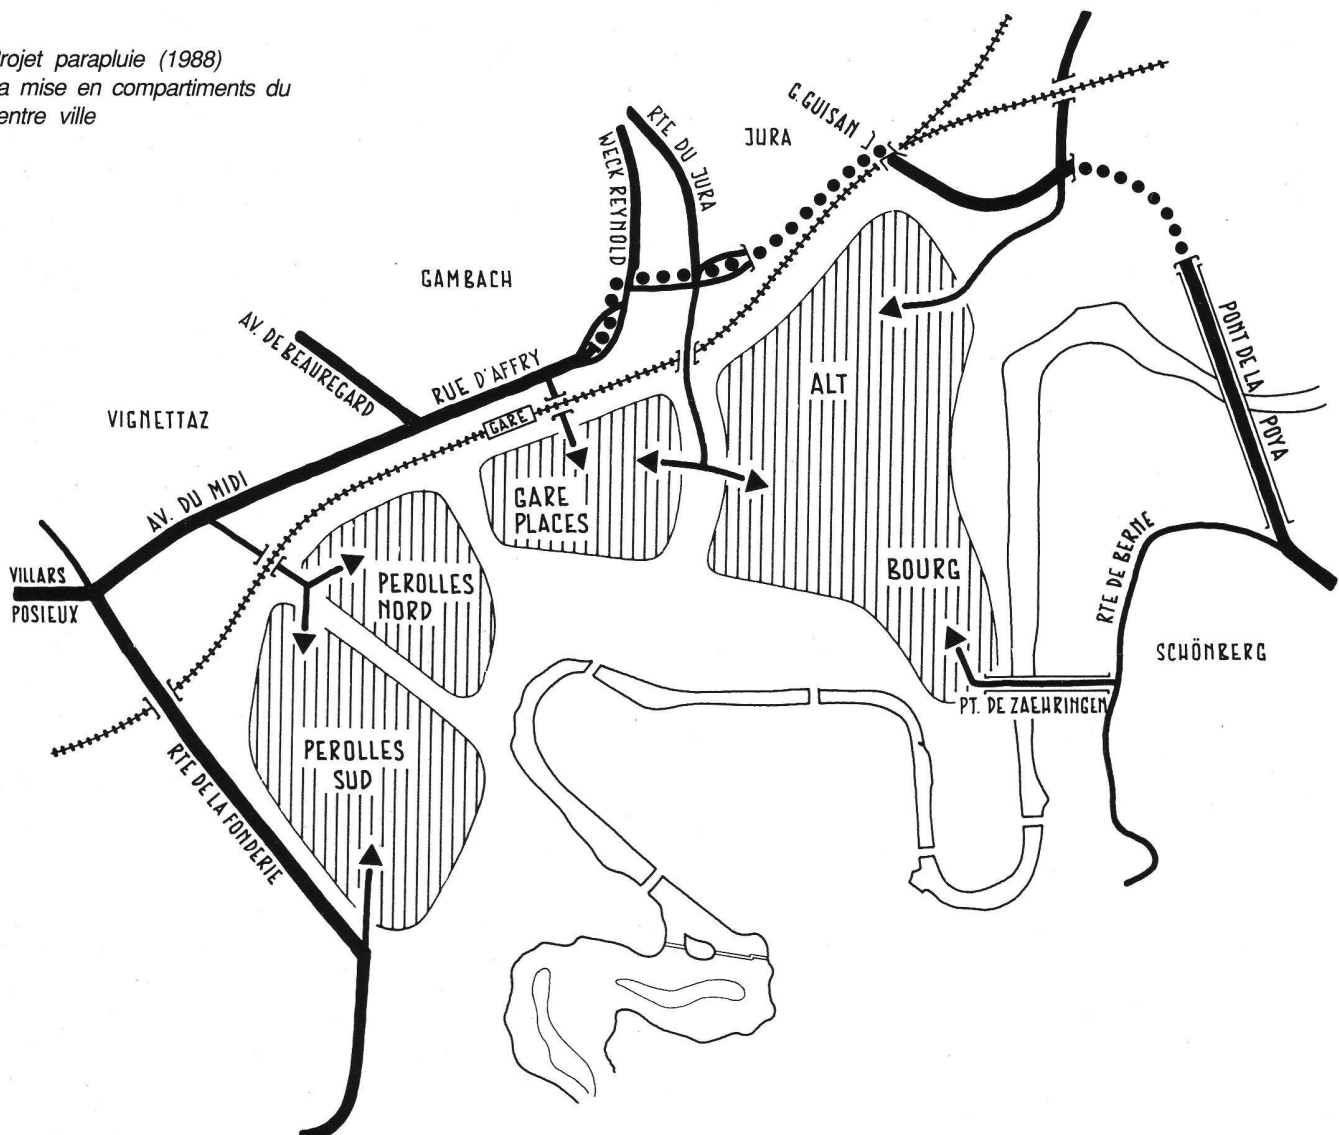 rojet parapluie (1988)
a mise en compartiments du
entre ville
G. GUISAN
JURA
RTE DU JURA
WECK REYNOLD
GAMBACH
AV. DE BEAUREGARD
RUE D'AFFRY
VIGNETTAZ
GARE
ALT
PONT DE LA POYA
AV. DU MIDI
GARE
PLACES
BOURG
RTE DE BERNE
VILLARS
POSIEUX
PEROLLES
NORD
SCHÖNBERG
PT. DE ZAEHRINGEN
PEROLLES
SUD
RTE DE LA FONDERIE